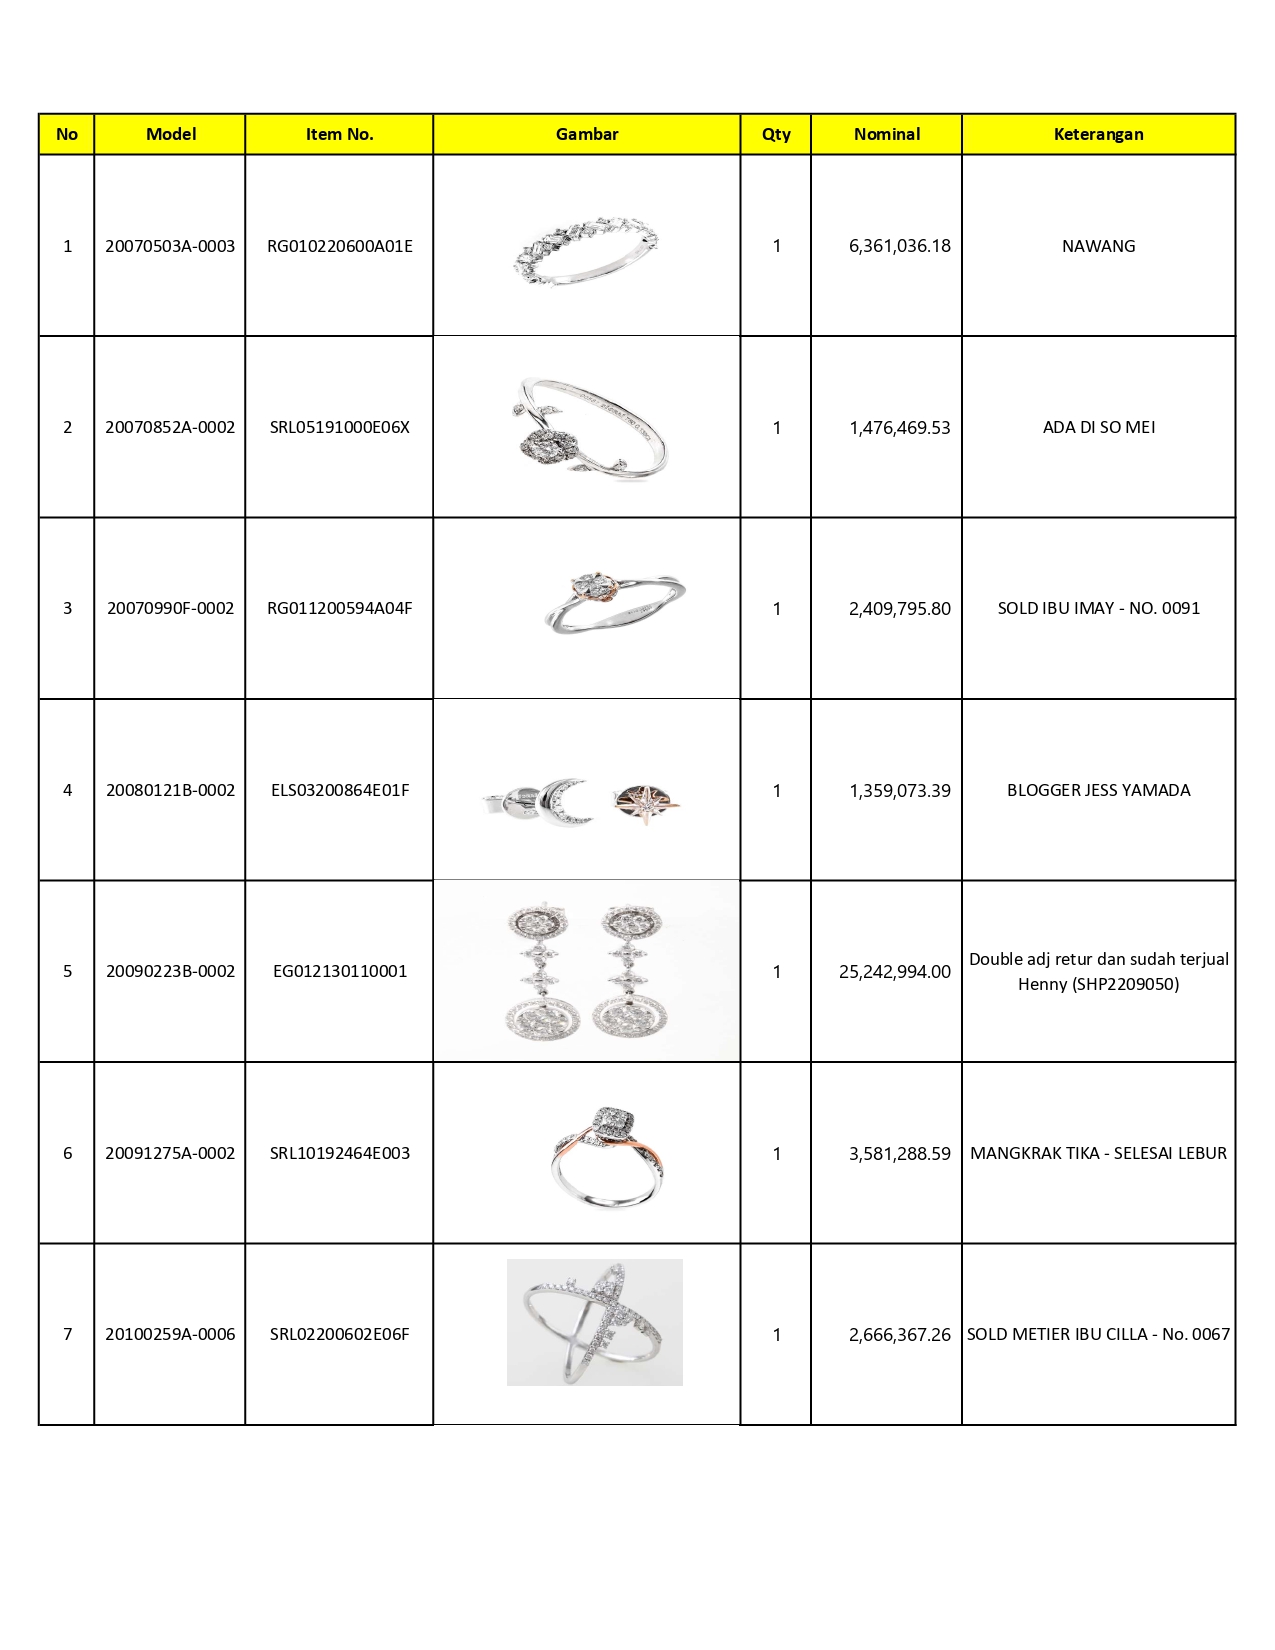 No Model Item No. Gambar Qty Nominal Keterangan
1 20070503A-0003 RG010220600A01E 1 6,361,036.18 NAWANG
2 20070852A-0002 SRL05191000E06X 1 1,476,469.53 ADA DI SO MEI
3 20070990F-0002 RG011200594A04F 1 2,409,795.80 SOLD IBU IMAY - NO. 0091
4 20080121B-0002 ELS03200864E01F 1 1,359,073.39 BLOGGER JESS YAMADA
5 20090223B-0002 EG012130110001 1 25,242,994.00 Double adj retur dan sudah terjual
Henny (SHP2209050)
6 20091275A-0002 SRL10192464E003 1 3,581,288.59 MANGKRAK TIKA - SELESAI LEBUR
7 20100259A-0006 SRL02200602E06F 1 2,666,367.26 SOLD METIER IBU CILLA - No. 0067